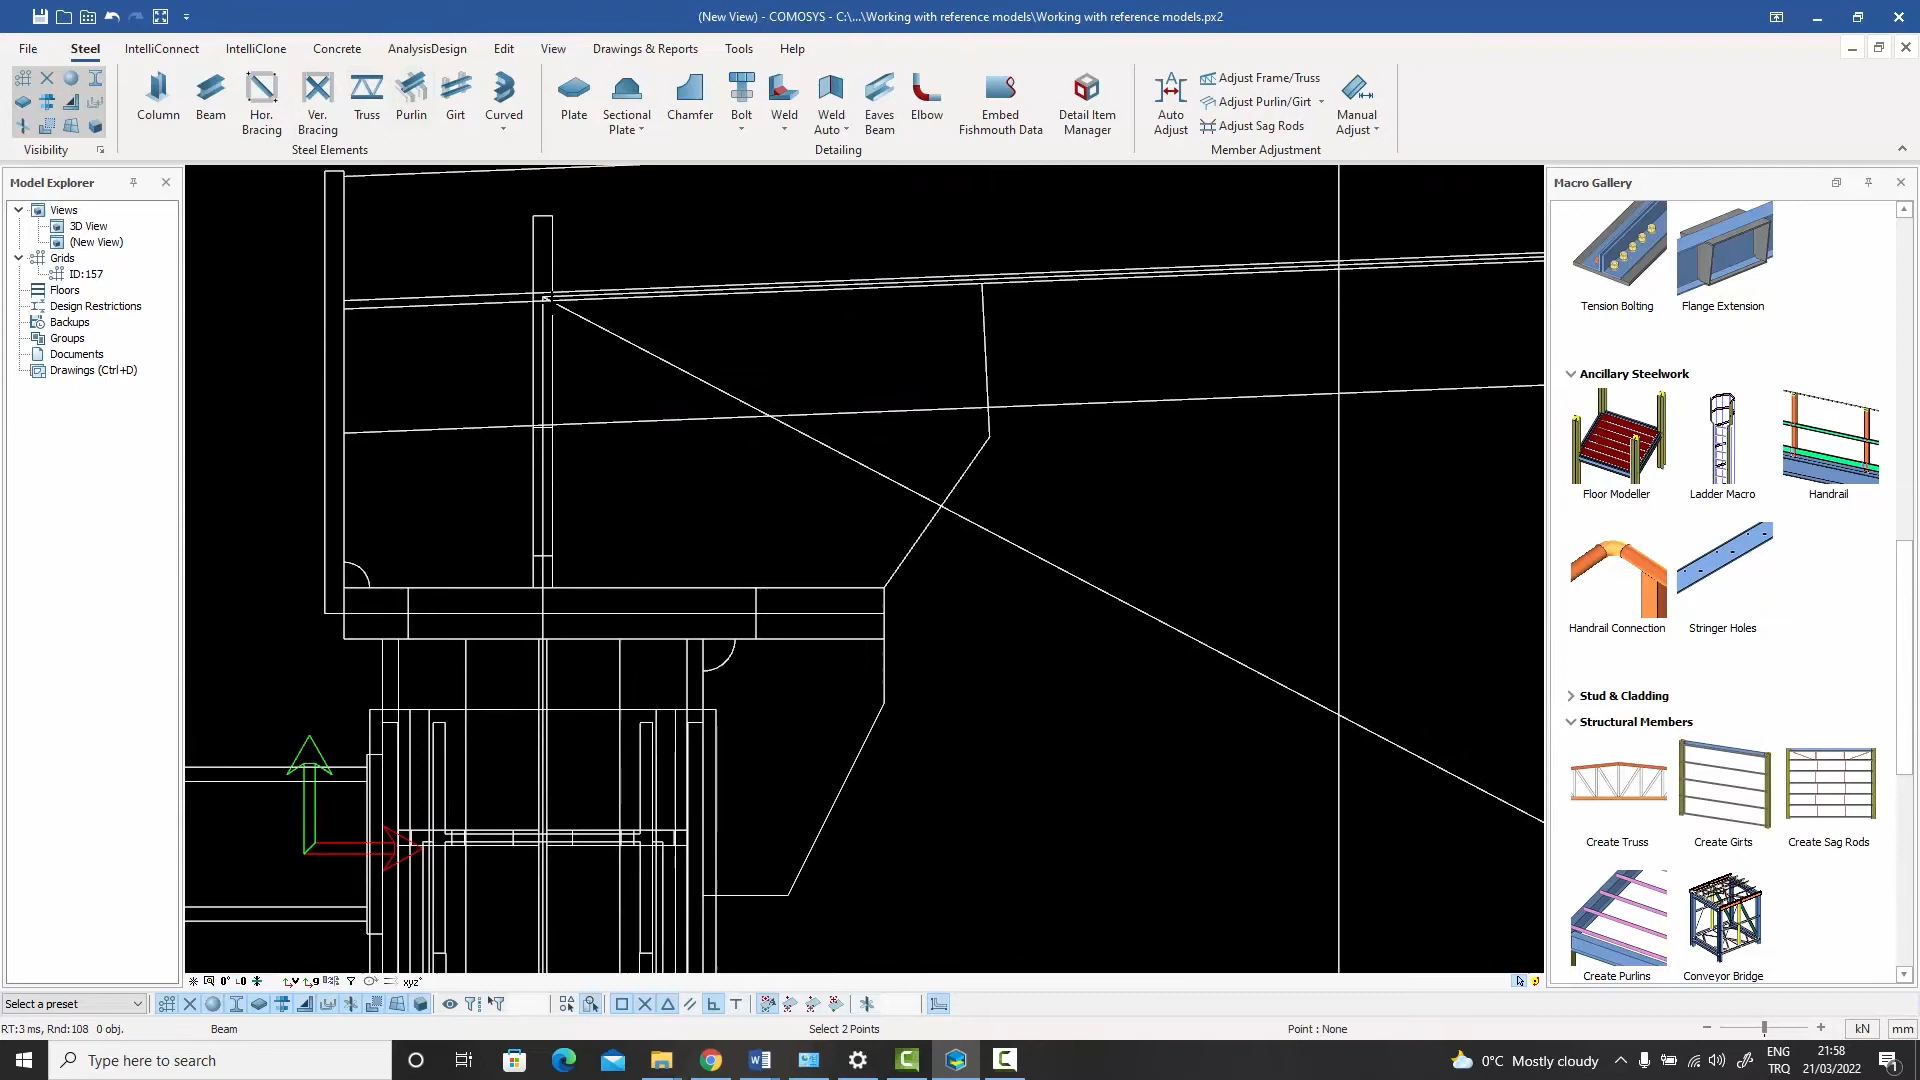 (New View) - COMOSYS - C:\...\Working with reference models\Working with reference models.px2
File Steel IntelliConnect IntelliClone Concrete AnalysisDesign Edit View Drawings & Reports Tools Help
Column
Beam
Hor. Bracing
Ver. Bracing
Truss
Purlin
Girt
Curved
Plate
Sectional Plate
Chamfer
Bolt
Weld
Weld Auto
Eaves Beam
Elbow
Embed Fishmouth Data
Detail Item Manager
Auto Adjust
Adjust Frame/Truss
Adjust Purlin/Girt
Adjust Sag Rods
Manual Adjust
Visibility
Steel Elements
Detailing
Member Adjustment
Model Explorer
Views
3D View
(New View)
Grids
ID:157
Floors
Design Restrictions
Backups
Groups
Documents
Drawings (Ctrl+D)
Macro Gallery
Tension Bolting
Flange Extension
Ancillary Steelwork
Floor Modeller
Ladder Macro
Handrail
Handrail Connection
Stringer Holes
Stud & Cladding
Structural Members
Create Truss
Create Girts
Create Sag Rods
Create Purlins
Conveyor Bridge
Select a preset
RT:3 ms, Rnd:108 0 obj.
Beam
Select 2 Points
Point : None
kN
mm
Type here to search
0°C Mostly cloudy
ENG
TRQ
21:58
21/03/2022